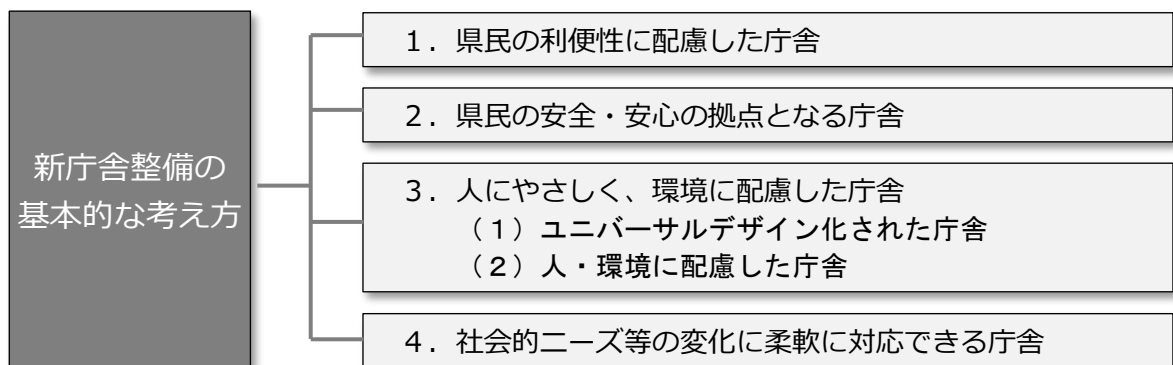 新庁舎整備の
基本的な考え方
1．県民の利便性に配慮した庁舎
2．県民の安全・安心の拠点となる庁舎
3．人にやさしく、環境に配慮した庁舎
（１）ユニバーサルデザイン化された庁舎
（２）人・環境に配慮した庁舎
4．社会的ニーズ等の変化に柔軟に対応できる庁舎